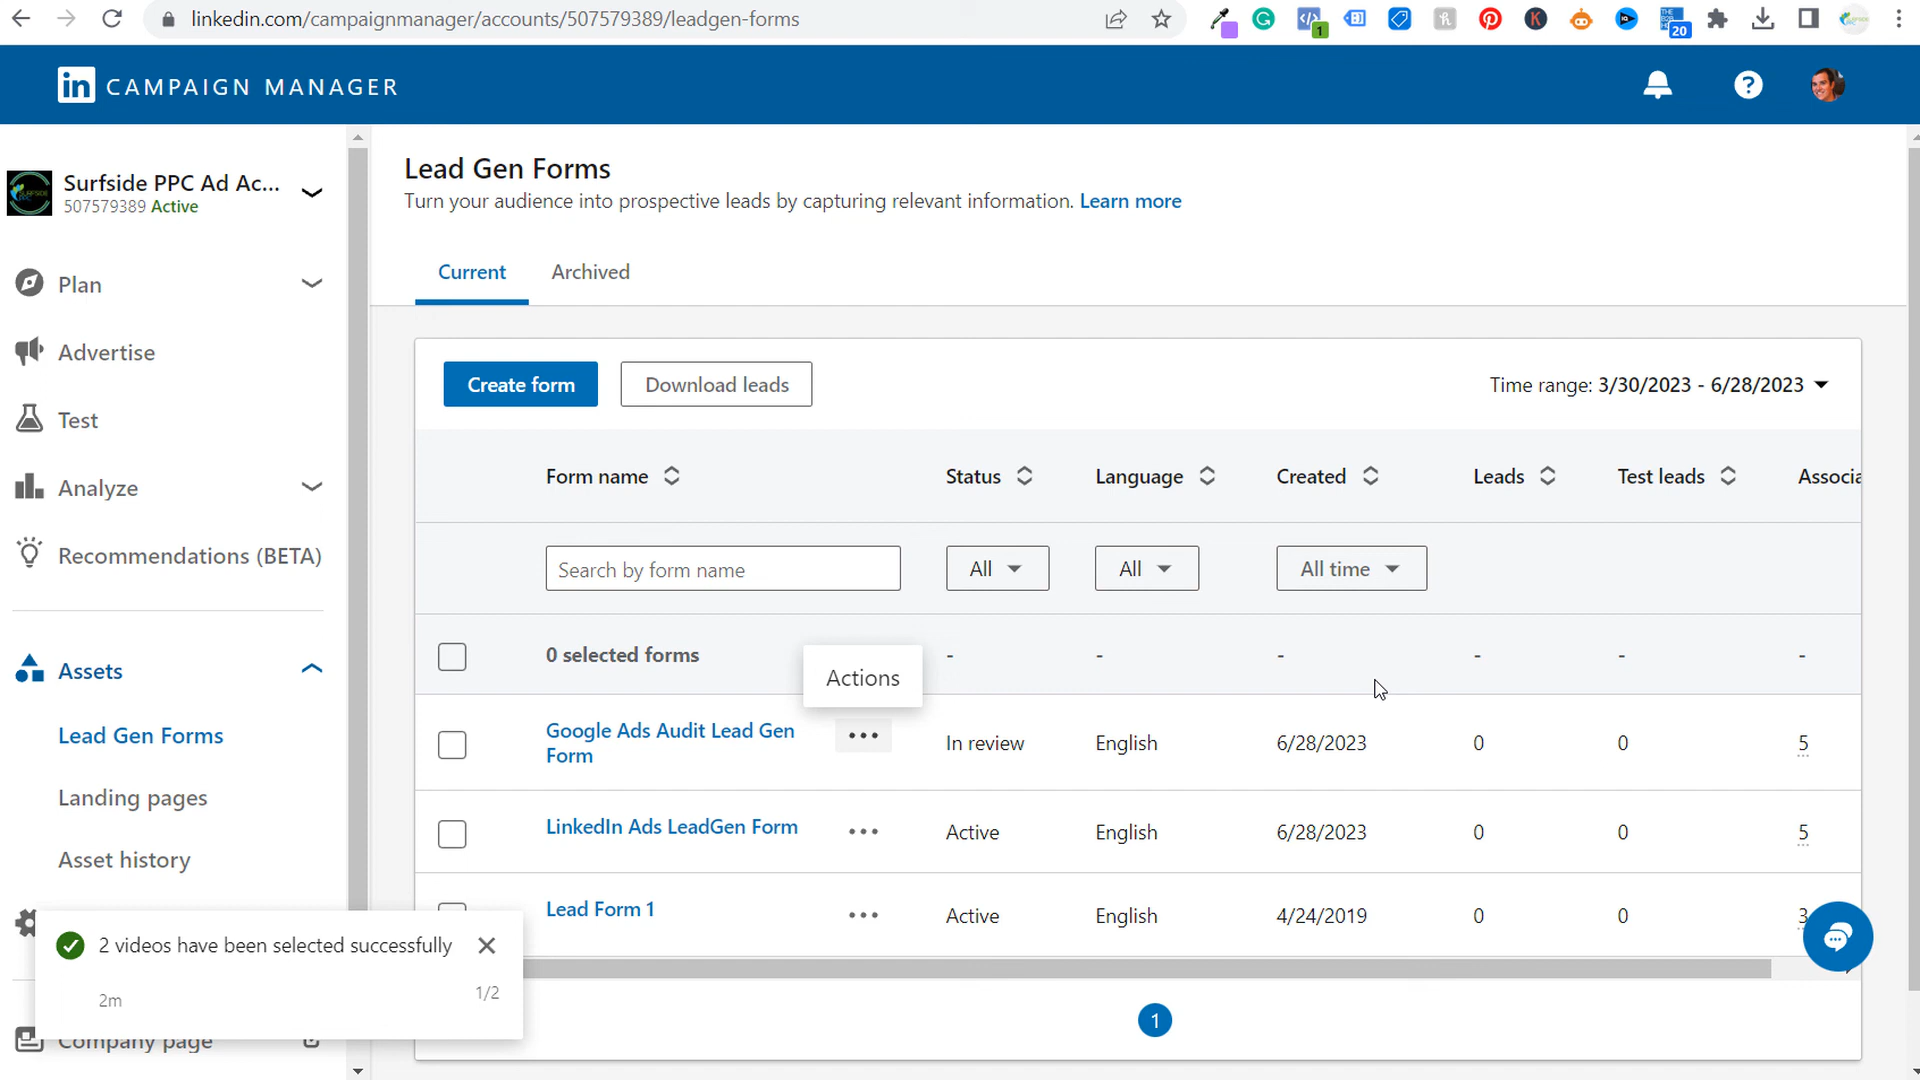 linkedin.com/campaignmanager/accounts/507579389/leadgen-forms
1
20
in CAMPAIGN MANAGER
?
Surfside PPC Ad Ac...
507579389 Active
Plan
Advertise
Test
Analyze
Recommendations (BETA)
Assets
Lead Gen Forms
Landing pages
Asset history
Company page
Lead Gen Forms
Turn your audience into prospective leads by capturing relevant information. Learn more
Current Archived
Create form Download leads Time range: 3/30/2023 - 6/28/2023
Form name Status Language Created Leads Test leads Associa
Search by form name All All All time
0 selected forms - - - - - -
Actions
Google Ads Audit Lead Gen Form ••• In review English 6/28/2023 0 0 5
LinkedIn Ads LeadGen Form ••• Active English 6/28/2023 0 0 5
Lead Form 1 ••• Active English 4/24/2019 0 0 3
2 videos have been selected successfully
2m 1/2
1